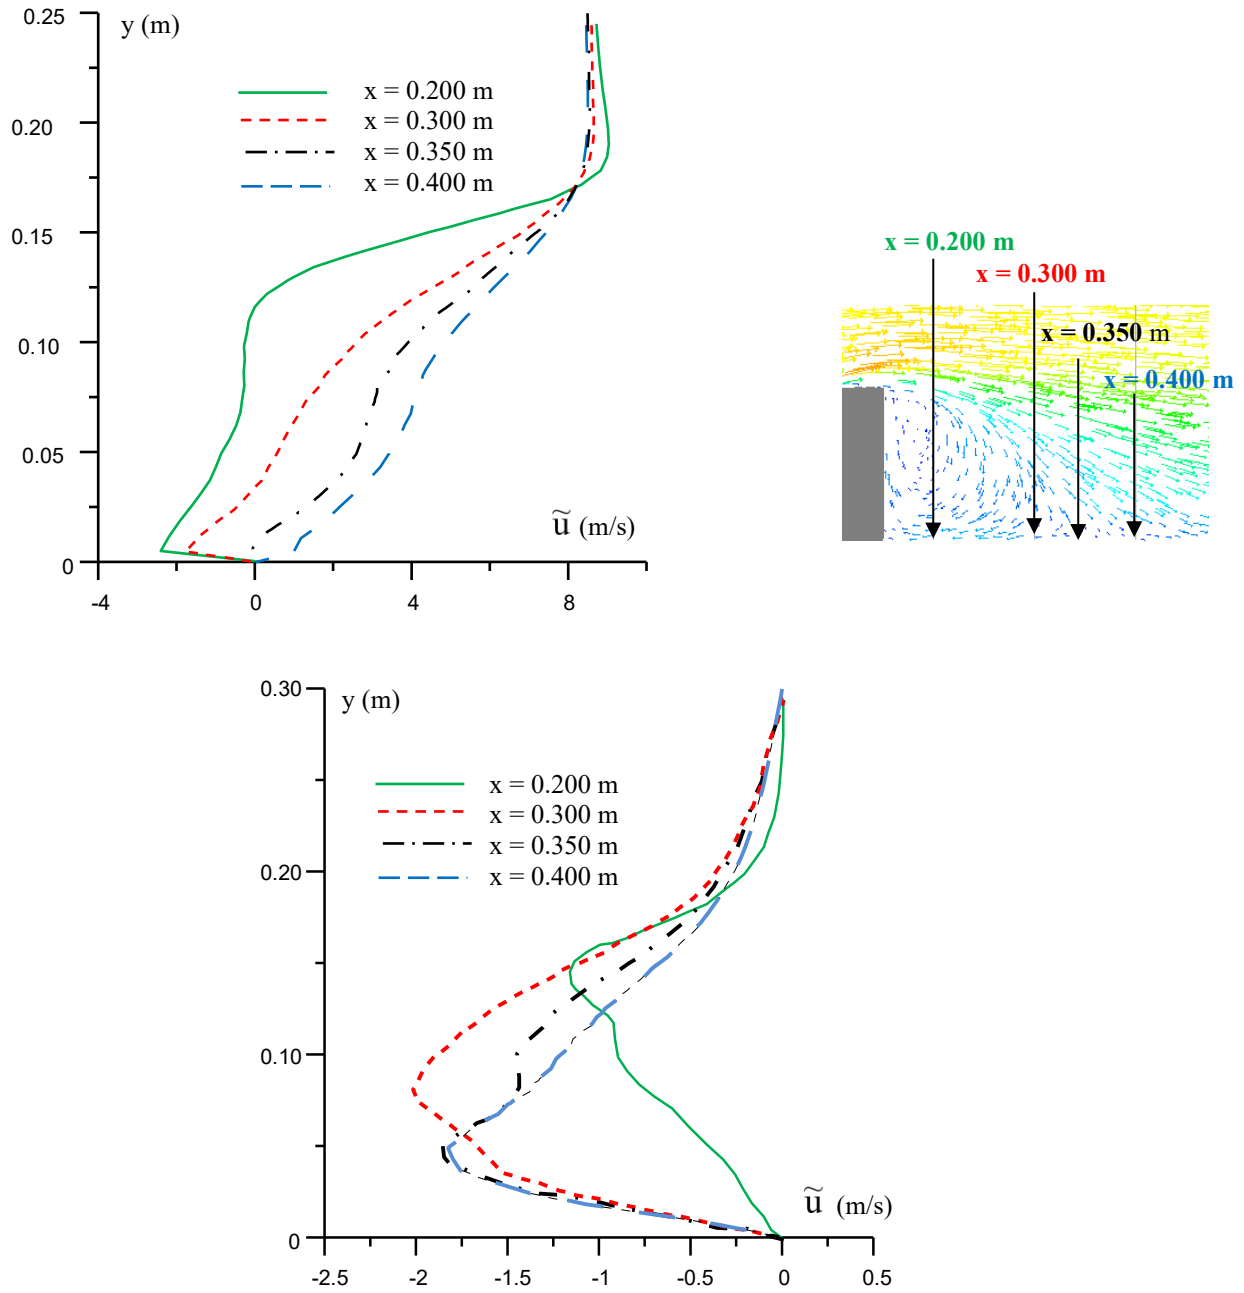 0.25
y (m)
x = 0.200 m
x = 0.300 m
x = 0.350 m
x = 0.400 m
0.20
0.15
0.10
0.05
0
ũ (m/s)
-4
0
4
8
x = 0.200 m
x = 0.300 m
x = 0.350 m
x = 0.400 m
0.30
y (m)
x = 0.200 m
x = 0.300 m
x = 0.350 m
x = 0.400 m
0.20
0.10
0
ũ (m/s)
-2.5
-2
-1.5
-1
-0.5
0
0.5